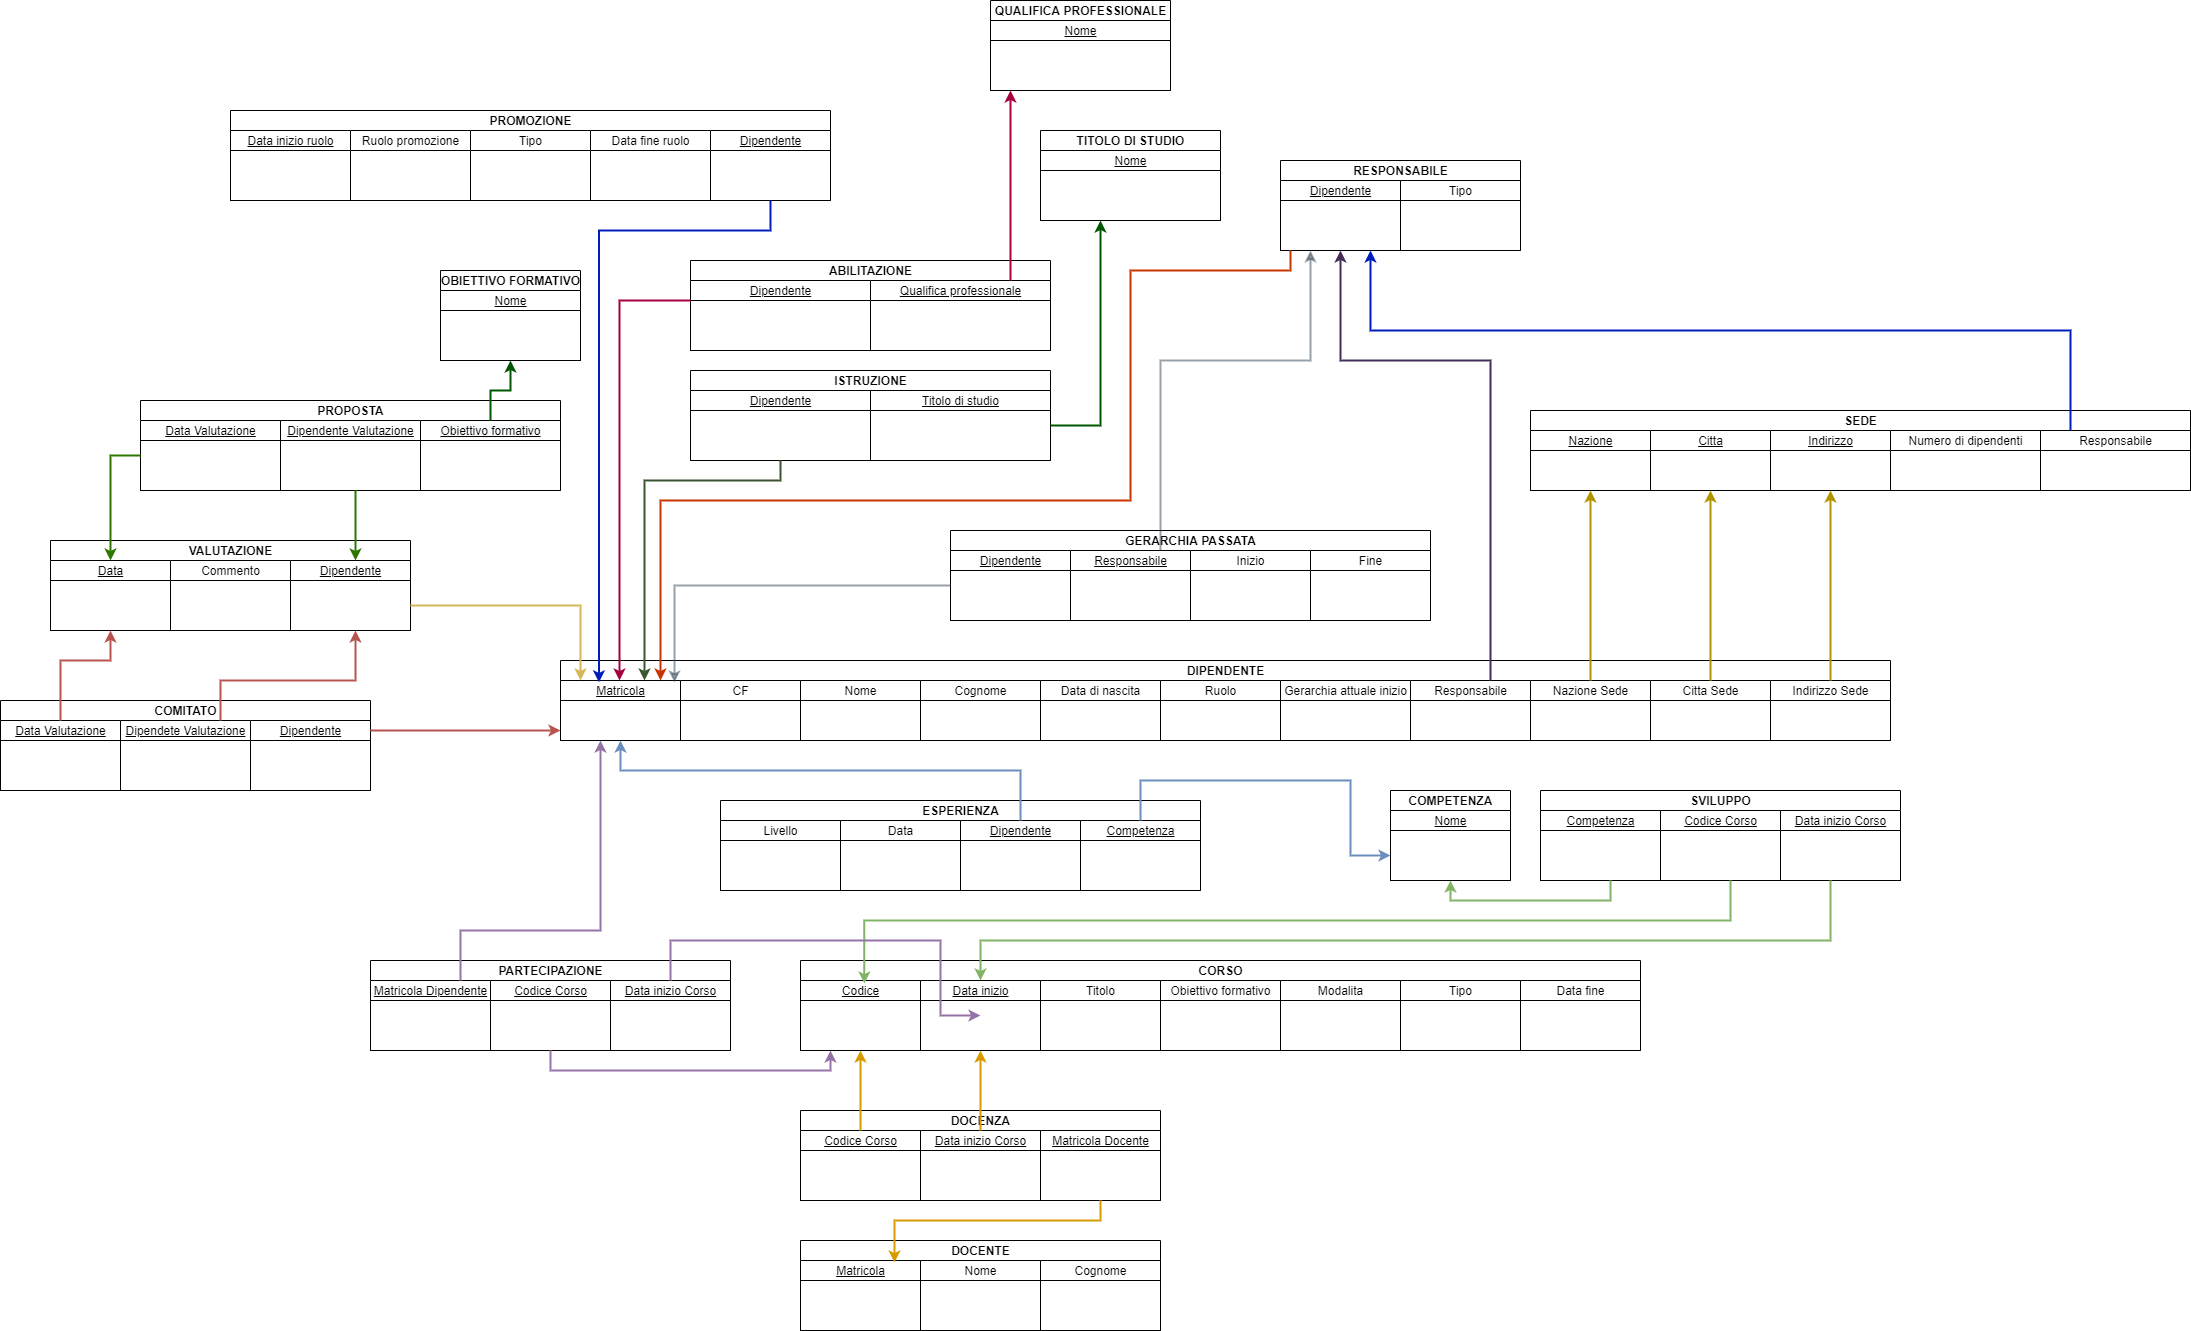 QUALIFICA PROFESSIONALE
Nome
PROMOZIONE
Data inizio ruolo Ruolo promozione Tipo Data fine ruolo Dipendente
TITOLO DI STUDIO
Nome
RESPONSABILE
Dipendente Tipo
ABILITAZIONE
Dipendente Qualifica professionale
OBIETTIVO FORMATIVO
Nome
ISTRUZIONE
Dipendente Titolo di studio
PROPOSTA
Data Valutazione Dipendente Valutazione Obiettivo formativo
SEDE
Nazione Citta Indirizzo Numero di dipendenti Responsabile
GERARCHIA PASSATA
Dipendente Responsabile Inizio Fine
VALUTAZIONE
Data Commento Dipendente
DIPENDENTE
Matricola CF Nome Cognome Data di nascita Ruolo Gerarchia attuale inizio Responsabile Nazione Sede Citta Sede Indirizzo Sede
COMITATO
Data Valutazione Dipendete Valutazione Dipendente
ESPERIENZA
Livello Data Dipendente Competenza
COMPETENZA
Nome
SVILUPPO
Competenza Codice Corso Data inizio Corso
PARTECIPAZIONE
Matricola Dipendente Codice Corso Data inizio Corso
CORSO
Codice Data inizio Titolo Obiettivo formativo Modalita Tipo Data fine
DOCENZA
Codice Corso Data inizio Corso Matricola Docente
DOCENTE
Matricola Nome Cognome